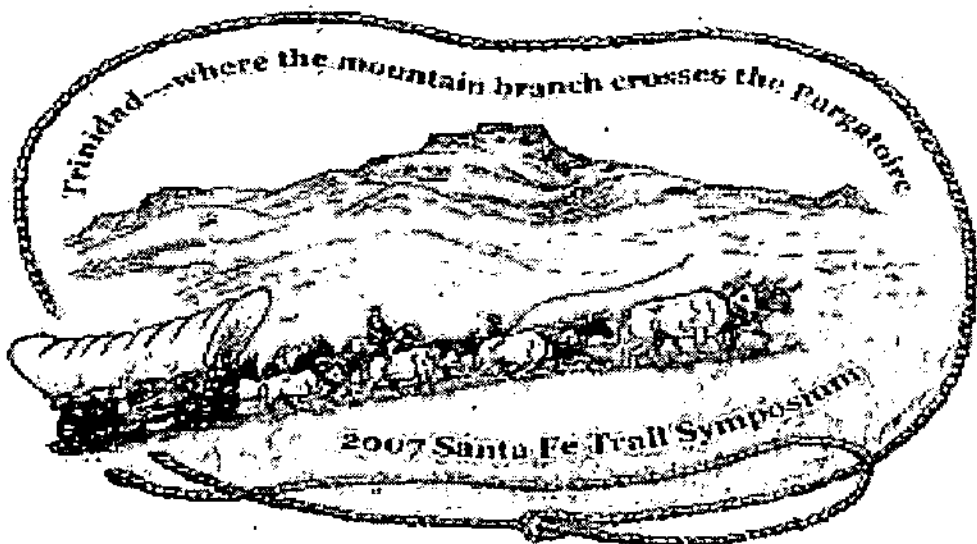 Trinidad—where the mountain branch crosses the Purgatoire
2007 Santa Fe Trail Symposium